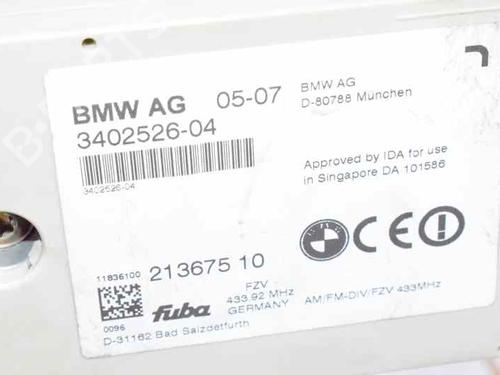 BMW AG 05-07
3402526-04
3402526-04
BMW AG
D-80788 München
Approved by IDA for use
in Singapore DA 101586
CE
11836100
213675 10
0096
fuba
FZV
433.92 MHz
GERMANY
AM/FM-DIV/FZV 433MHz
D-31162 Bad Salzdetfurth